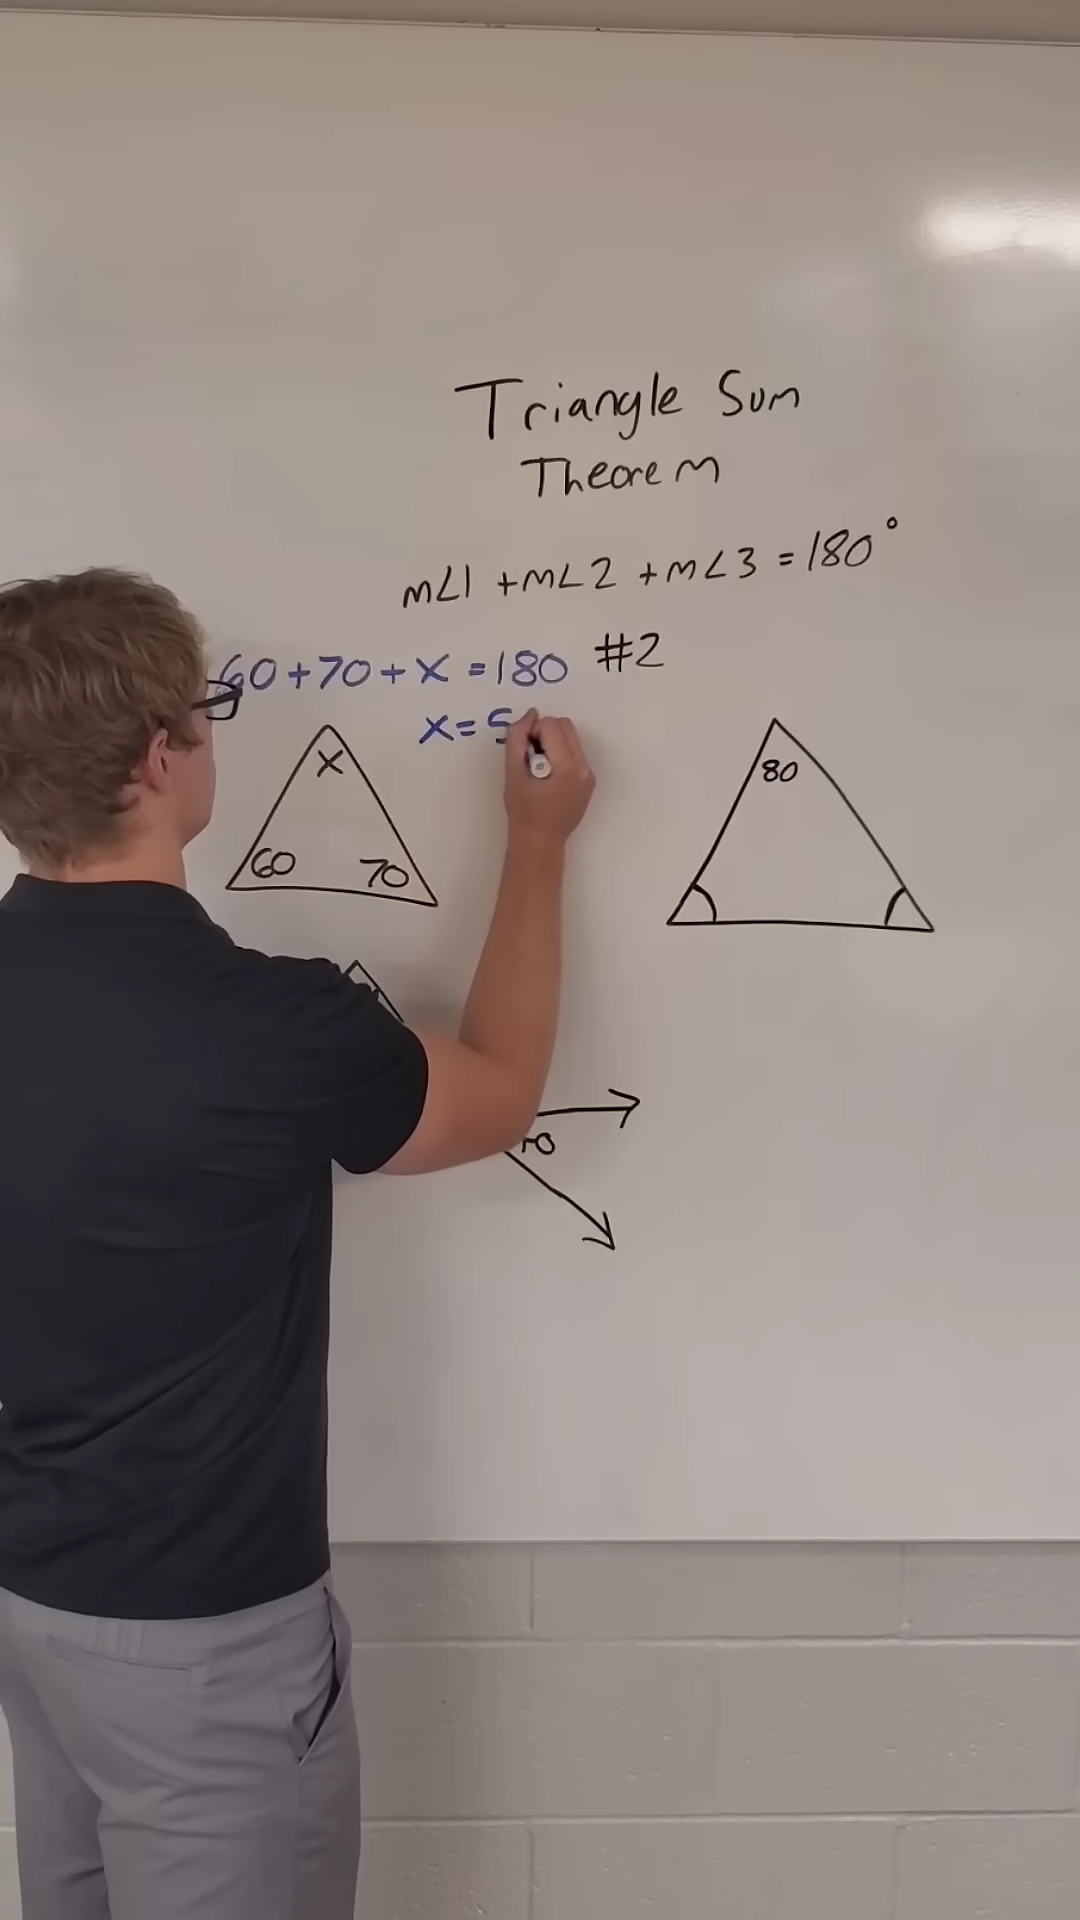 Triangle Sum
Theorem
m∠1 +m∠2 +m∠3 =180°
60+70+x =180
#2
x=5
x
60
70
80